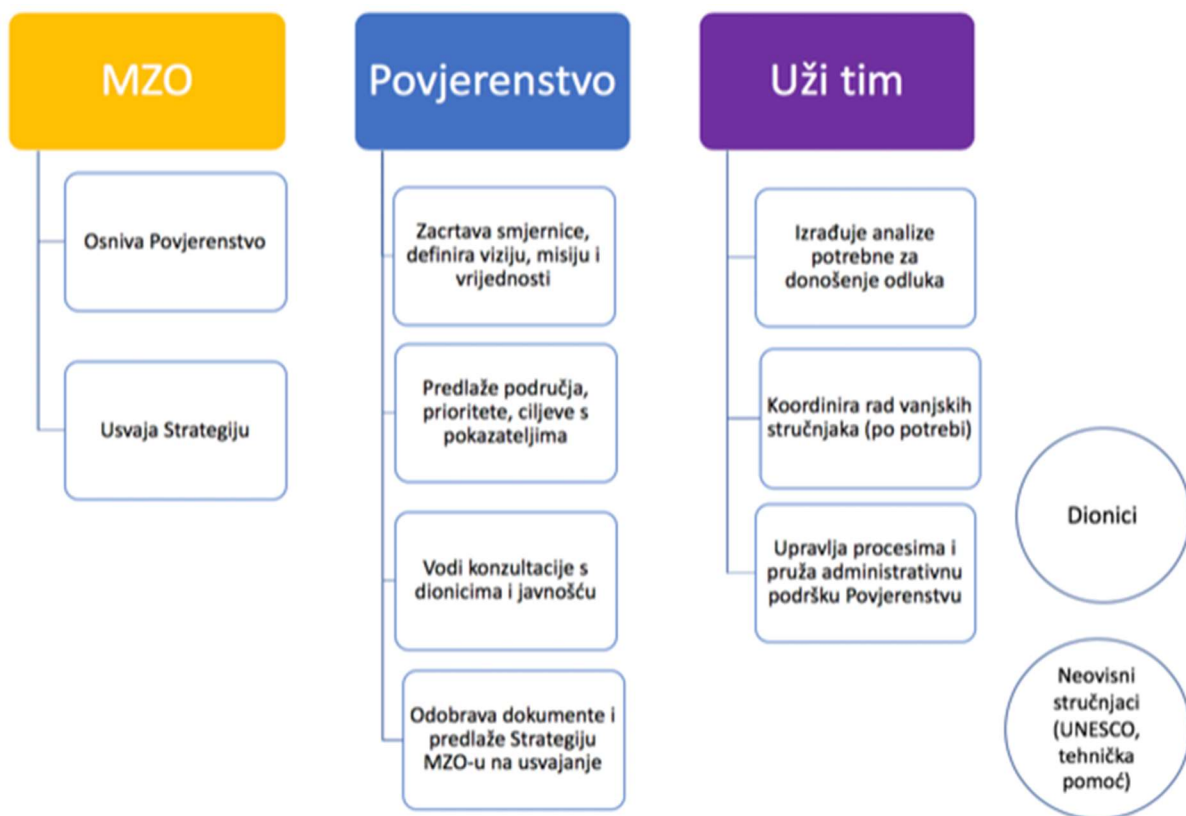 MZO
Osniva Povjerenstvo
Usvaja Strategiju
Povjerenstvo
Zacrtava smjernice,
definira viziju, misiju i
vrijednosti
Predlaže područja,
prioritete, ciljeve s
pokazateljima
Vodi konzultacije s
dionicima i javnošću
Odobrava dokumente i
predlaže Strategiju
MZO-u na usvajanje
Uži tim
Izrađuje analize
potrebne za
donošenje odluka
Koordinira rad vanjskih
stručnjaka (po potrebi)
Upravlja procesima i
pruža administrativnu
podršku Povjerenstvu
Dionici
Neovisni
stručnjaci
(UNESCO,
tehnička
pomoć)